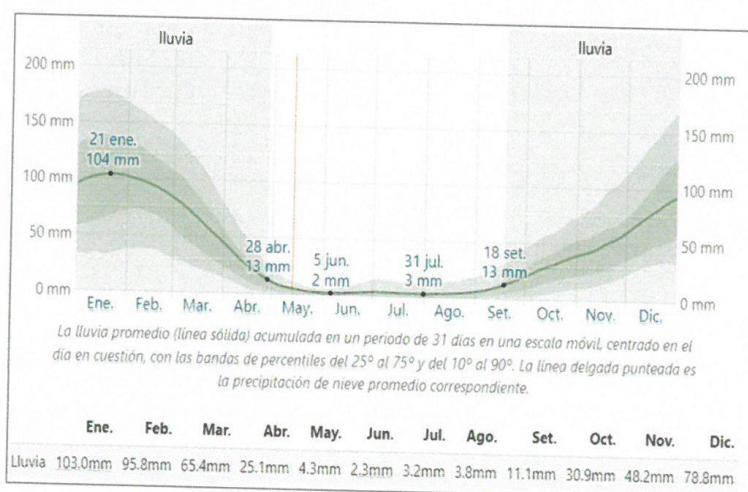 lluvia lluvia
200 mm 200 mm
150 mm 150 mm
21 ene.
104 mm
100 mm 100 mm
50 mm 50 mm
28 abr.
13 mm
5 jun.
2 mm
31 jul.
3 mm
18 set.
13 mm
0 mm 0 mm
Ene. Feb. Mar. Abr. May. Jun. Jul. Ago. Set. Oct. Nov. Dic.
La lluvia promedio (línea sólida) acumulada en un periodo de 31 días en una escala móvil, centrado en el
día en cuestión, con las bandas de percentiles del 25º al 75º y del 10º al 90º. La línea delgada punteada es
la precipitación de nieve promedio correspondiente.
Ene. Feb. Mar. Abr. May. Jun. Jul. Ago. Set. Oct. Nov. Dic.
Lluvia 103.0mm 95.8mm 65.4mm 25.1mm 4.3mm 2.3mm 3.2mm 3.8mm 11.1mm 30.9mm 48.2mm 78.8mm